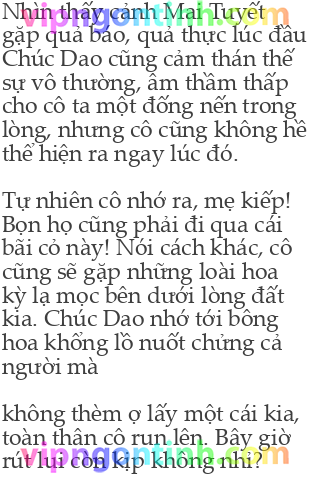 Nhìn thấy cảnh Mai Tuyết
gặp quả báo, quả thực lúc đầu
Chúc Dao cũng cảm thán thế
sự vô thường, âm thầm thắp
cho cô ta một đống nến trong
lòng, nhưng cô cũng không hề
thể hiện ra ngay lúc đó.

Tự nhiên cô nhớ ra, mẹ kiếp!
Bọn họ cũng phải đi qua cái
bãi cỏ này! Nói cách khác, cô
cũng sẽ gặp những loài hoa
kỳ lạ mọc bên dưới lòng đất
kia. Chúc Dao nhớ tới bông
hoa khổng lồ nuốt chửng cả
người mà

không thèm ợ lấy một cái kia,
toàn thân cô run lên. Bây giờ
rút lui còn kịp không nhỉ?
vipngontinh.com
vipngontinh.com